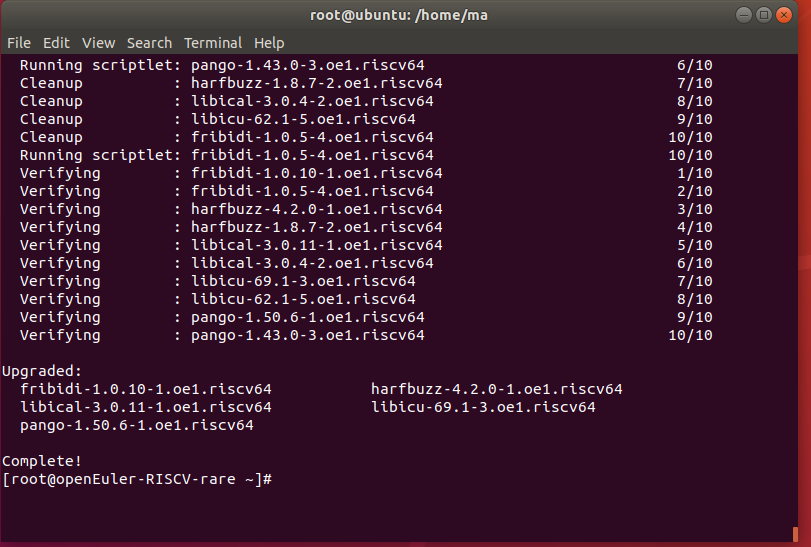 root@ubuntu: /home/ma
File Edit View Search Terminal Help
Running scriptlet: pango-1.43.0-3.oe1.riscv64 6/10
Cleanup : harfbuzz-1.8.7-2.oe1.riscv64 7/10
Cleanup : libical-3.0.4-2.oe1.riscv64 8/10
Cleanup : libicu-62.1-5.oe1.riscv64 9/10
Cleanup : fribidi-1.0.5-4.oe1.riscv64 10/10
Running scriptlet: fribidi-1.0.5-4.oe1.riscv64 10/10
Verifying : fribidi-1.0.10-1.oe1.riscv64 1/10
Verifying : fribidi-1.0.5-4.oe1.riscv64 2/10
Verifying : harfbuzz-4.2.0-1.oe1.riscv64 3/10
Verifying : harfbuzz-1.8.7-2.oe1.riscv64 4/10
Verifying : libical-3.0.11-1.oe1.riscv64 5/10
Verifying : libical-3.0.4-2.oe1.riscv64 6/10
Verifying : libicu-69.1-3.oe1.riscv64 7/10
Verifying : libicu-62.1-5.oe1.riscv64 8/10
Verifying : pango-1.50.6-1.oe1.riscv64 9/10
Verifying : pango-1.43.0-3.oe1.riscv64 10/10
Upgraded:
fribidi-1.0.10-1.oe1.riscv64 harfbuzz-4.2.0-1.oe1.riscv64
libical-3.0.11-1.oe1.riscv64 libicu-69.1-3.oe1.riscv64
pango-1.50.6-1.oe1.riscv64
Complete!
[root@openEuler-RISCV-rare ~]#